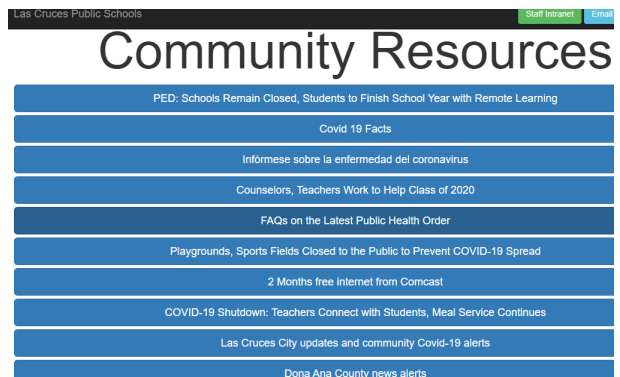 Las Cruces Public Schools
Staff Intranet
Email
Community Resources
PED: Schools Remain Closed, Students to Finish School Year with Remote Learning
Covid 19 Facts
Infórmese sobre la enfermedad del coronavirus
Counselors, Teachers Work to Help Class of 2020
FAQs on the Latest Public Health Order
Playgrounds, Sports Fields Closed to the Public to Prevent COVID-19 Spread
2 Months free internet from Comcast
COVID-19 Shutdown: Teachers Connect with Students, Meal Service Continues
Las Cruces City updates and community Covid-19 alerts
Dona Ana County news alerts